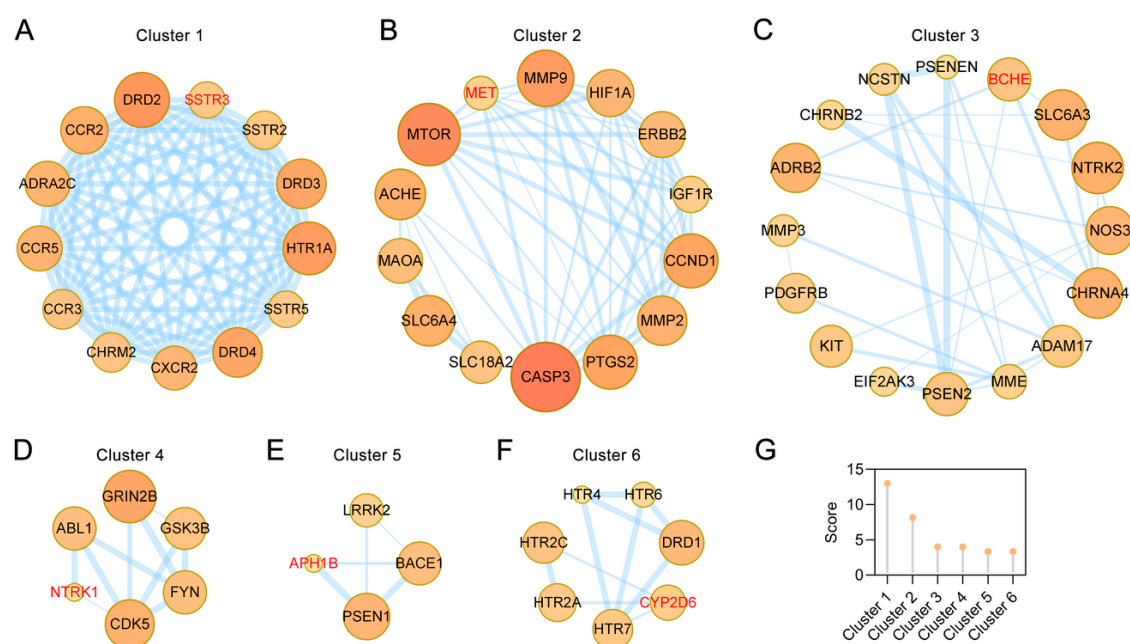 A
Cluster 1
DRD2
SSTR3
CCR2
SSTR2
ADRA2C
DRD3
CCR5
HTR1A
CCR3
SSTR5
CHRM2
CXCR2
DRD4
B
Cluster 2
MMP9
MET
HIF1A
MTOR
ERBB2
ACHE
IGF1R
MAOA
CCND1
SLC6A4
MMP2
SLC18A2
CASP3
PTGS2
C
Cluster 3
PSENEN
NCSTN
BCHE
CHRNB2
SLC6A3
ADRB2
NTRK2
MMP3
NOS3
PDGFRB
CHRNA4
KIT
ADAM17
EIF2AK3
PSEN2
MME
D
Cluster 4
GRIN2B
ABL1
GSK3B
NTRK1
FYN
CDK5
E
Cluster 5
LRRK2
APH1B
BACE1
PSEN1
F
Cluster 6
HTR4
HTR6
HTR2C
DRD1
HTR2A
CYP2D6
HTR7
G
15
10
5
0
Score
Cluster 1
Cluster 2
Cluster 3
Cluster 4
Cluster 5
Cluster 6